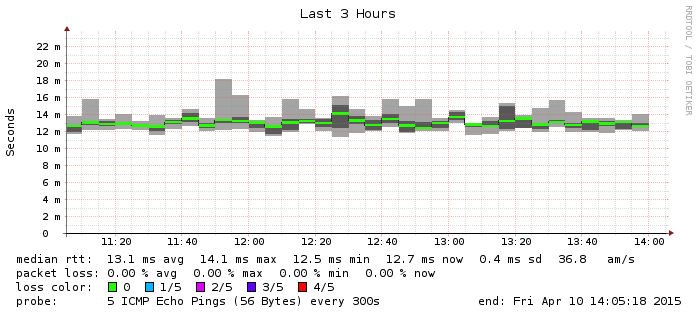 Last 3 Hours
RRDTOOL / TOBI OETIKER
Seconds
22 m
20 m
18 m
16 m
14 m
12 m
10 m
8 m
6 m
4 m
2 m
0
11:20 11:40 12:00 12:20 12:40 13:00 13:20 13:40 14:00
median rtt: 13.1 ms avg 14.1 ms max 12.5 ms min 12.7 ms now 0.4 ms sd 36.8 am/s
packet loss: 0.00 % avg 0.00 % max 0.00 % min 0.00 % now
loss color: 0 1/5 2/5 3/5 4/5
probe: 5 ICMP Echo Pings (56 Bytes) every 300s end: Fri Apr 10 14:05:18 2015